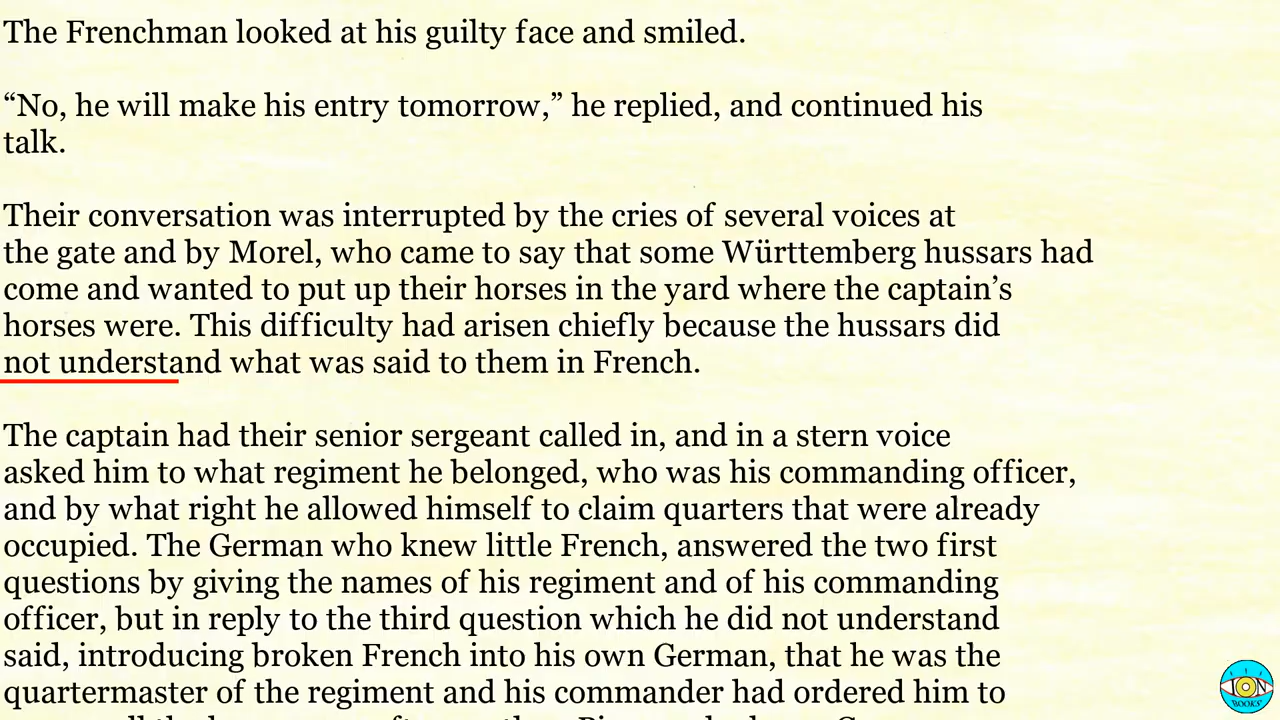 The Frenchman looked at his guilty face and smiled.
“No, he will make his entry tomorrow,” he replied, and continued his
talk.
Their conversation was interrupted by the cries of several voices at
the gate and by Morel, who came to say that some Württemberg hussars had
come and wanted to put up their horses in the yard where the captain’s
horses were. This difficulty had arisen chiefly because the hussars did
not understand what was said to them in French.
The captain had their senior sergeant called in, and in a stern voice
asked him to what regiment he belonged, who was his commanding officer,
and by what right he allowed himself to claim quarters that were already
occupied. The German who knew little French, answered the two first
questions by giving the names of his regiment and of his commanding
officer, but in reply to the third question which he did not understand
said, introducing broken French into his own German, that he was the
quartermaster of the regiment and his commander had ordered him to
ION
BOOKS